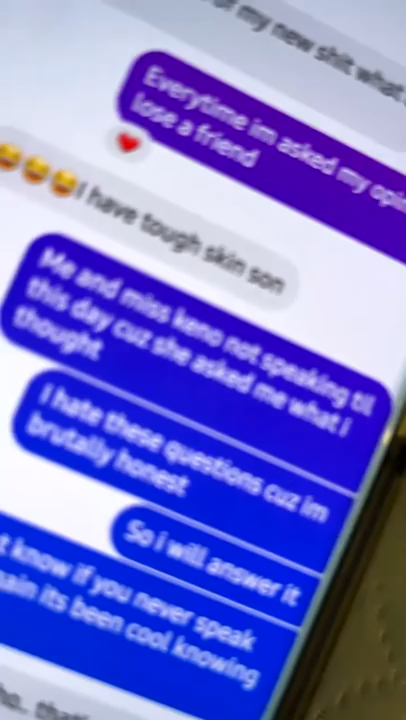 of my new shit what
Everytime im asked my opin
lose a friend
I have tough skin son
Me and miss keno not speaking til
this day cuz she asked me what i
thought
I hate these questions cuz im
brutally honest
So i will answer it
t know if you never speak
ain its been cool knowing